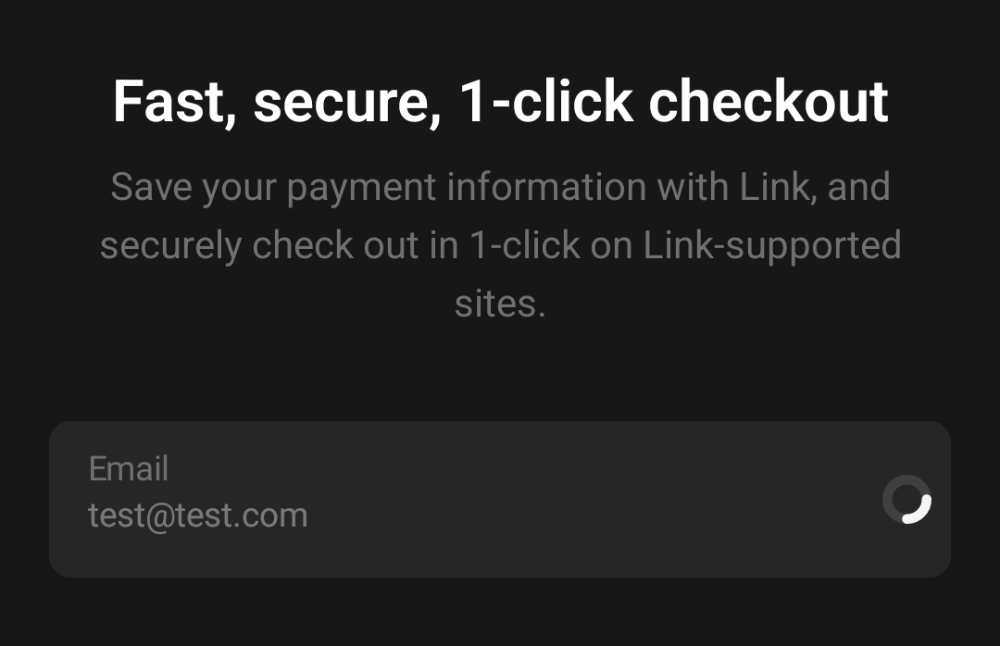 Fast, secure, 1-click checkout
Save your payment information with Link, and
securely check out in 1-click on Link-supported
sites.
Email
test@test.com